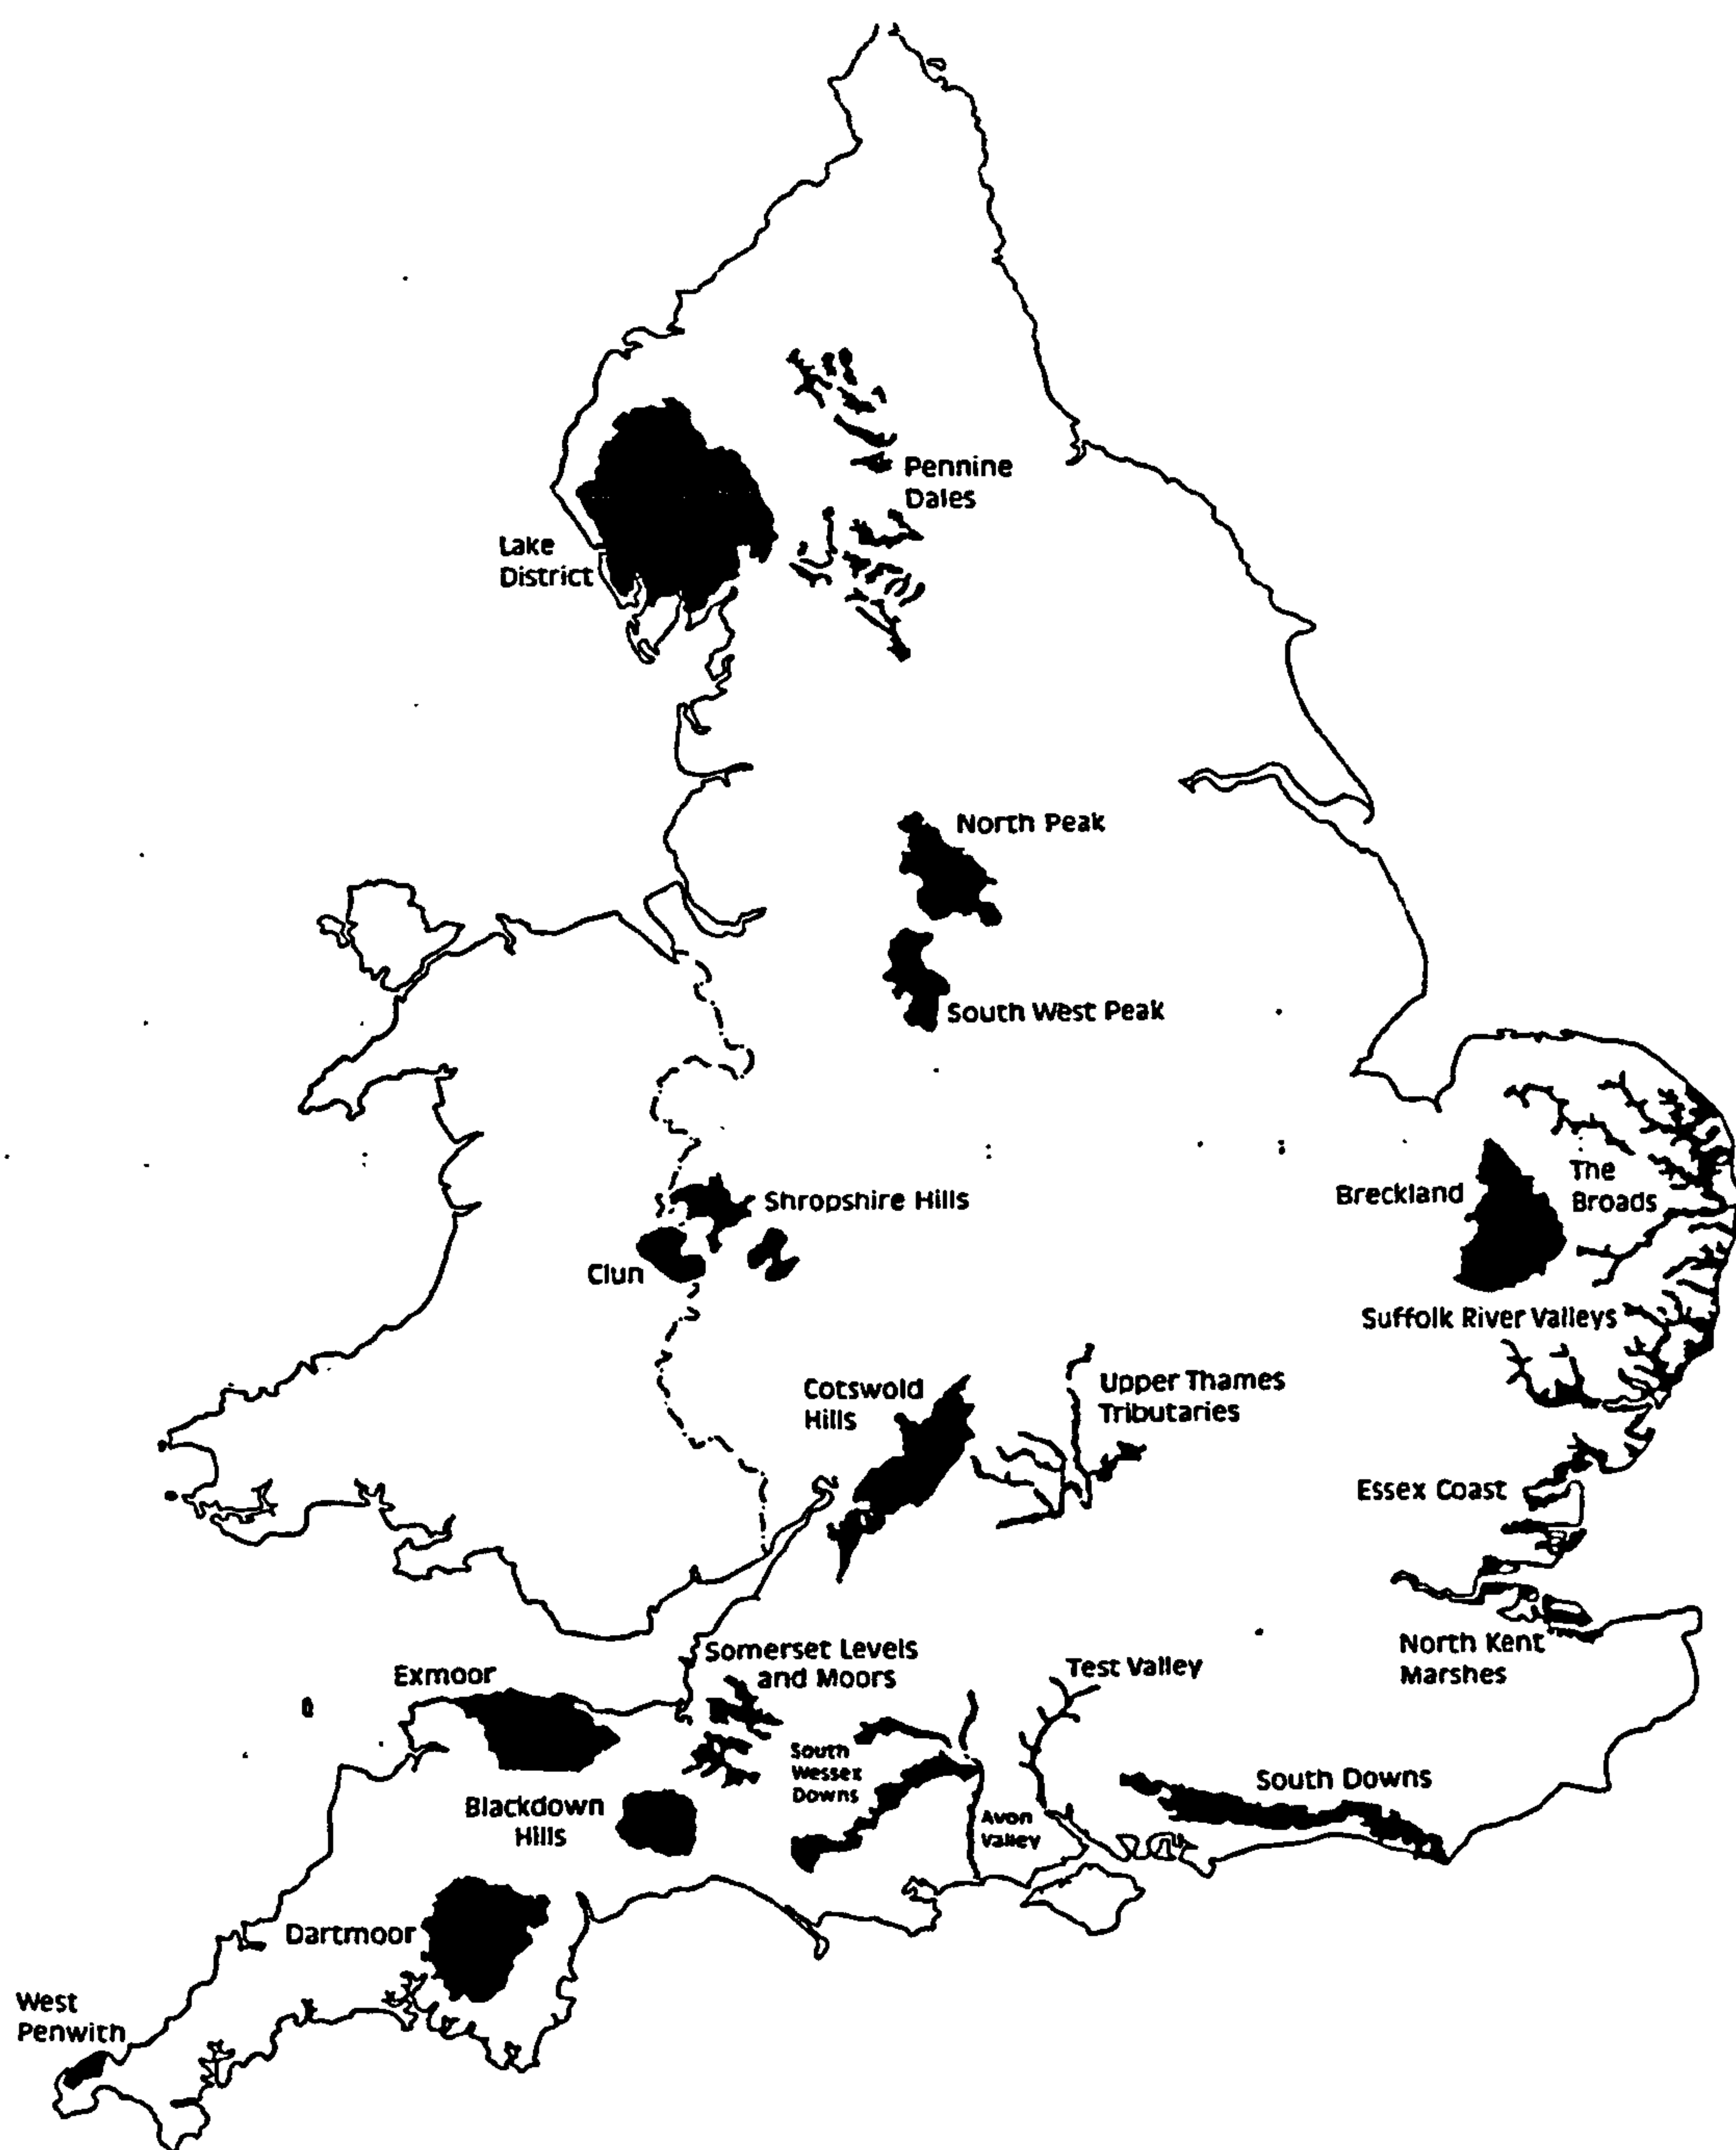 Pennine
Dales
Lake
District
North Peak
South West Peak
Shropshire Hills
Clun
Breckland
The
Broads
Suffolk River Valleys
Cotswold
Hills
Upper Thames
Tributaries
Essex Coast
North Kent
Marshes
Somerset Levels
and Moors
Exmoor
Test Valley
South
Wessex
Downs
South Downs
Blackdown
Hills
Avon
Valley
Dartmoor
West
Penwith